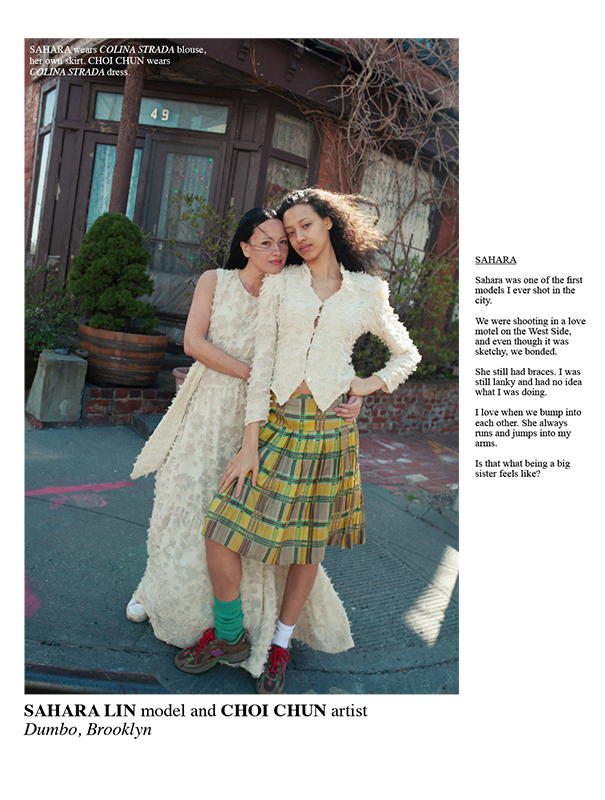 SAHARA wears COLINA STRADA blouse,
her own skirt. CHOI CHUN wears
COLINA STRADA dress.
49
SAHARA
Sahara was one of the first
models I ever shot in the
city.
We were shooting in a love
motel on the West Side,
and even though it was
sketchy, we bonded.
She still had braces. I was
still lanky and had no idea
what I was doing.
I love when we bump into
each other. She always
runs and jumps into my
arms.
Is that what being a big
sister feels like?
SAHARA LIN model and CHOI CHUN artist
Dumbo, Brooklyn